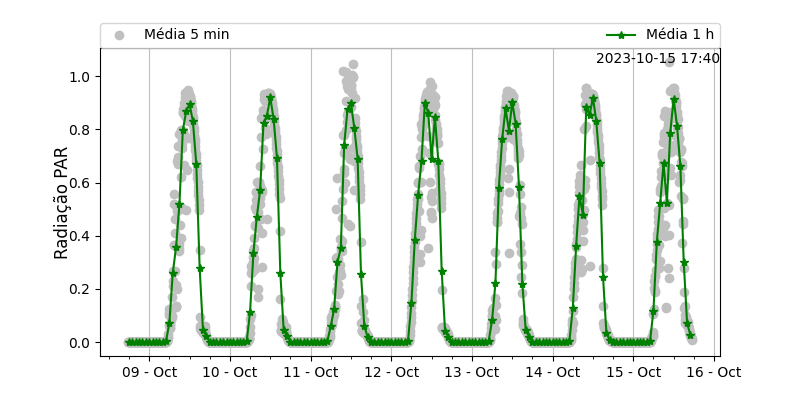 Média 5 min
Média 1 h
2023-10-15 17:40
Radiação PAR
1.0
0.8
0.6
0.4
0.2
0.0
09 - Oct
10 - Oct
11 - Oct
12 - Oct
13 - Oct
14 - Oct
15 - Oct
16 - Oct